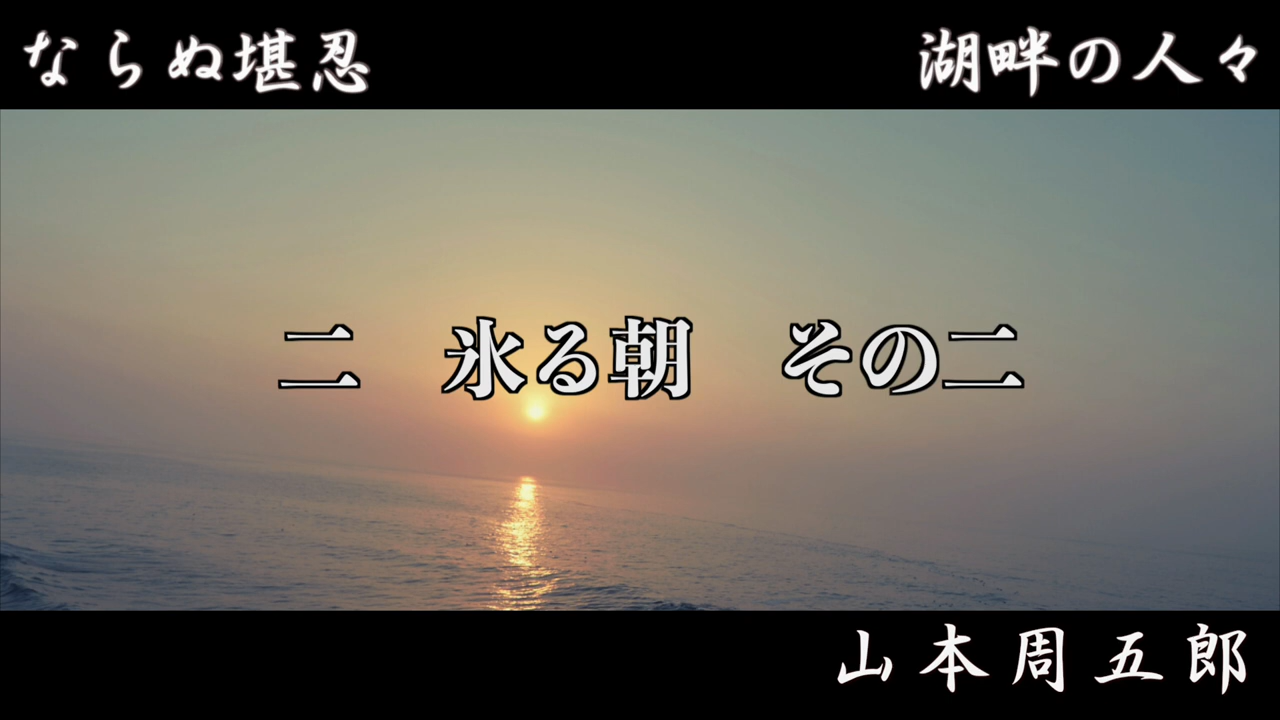 ならぬ堪忍
湖畔の人々
二　氷る朝　その二
山本周五郎